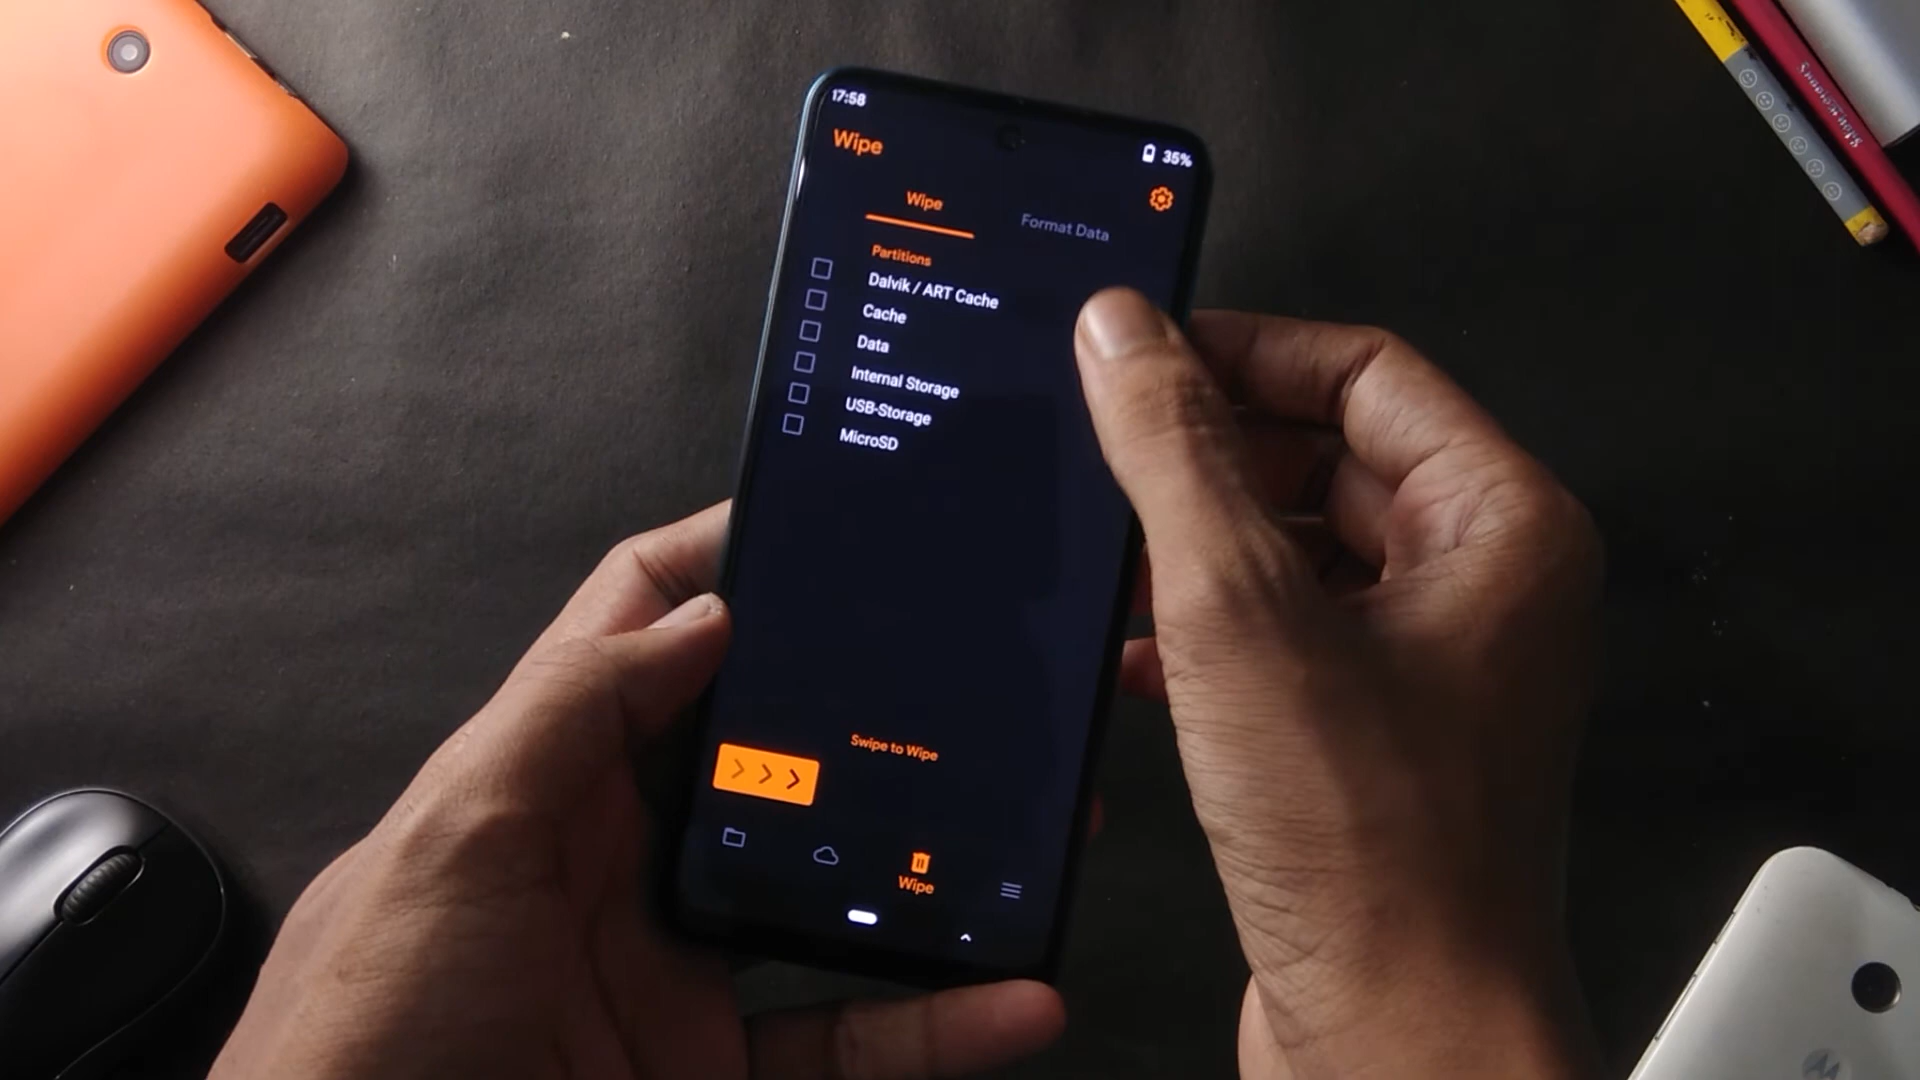 17:58
35%
Wipe
Wipe
Format Data
Partitions
Dalvik / ART Cache
Cache
Data
Internal Storage
USB-Storage
MicroSD
Swipe to Wipe
Wipe